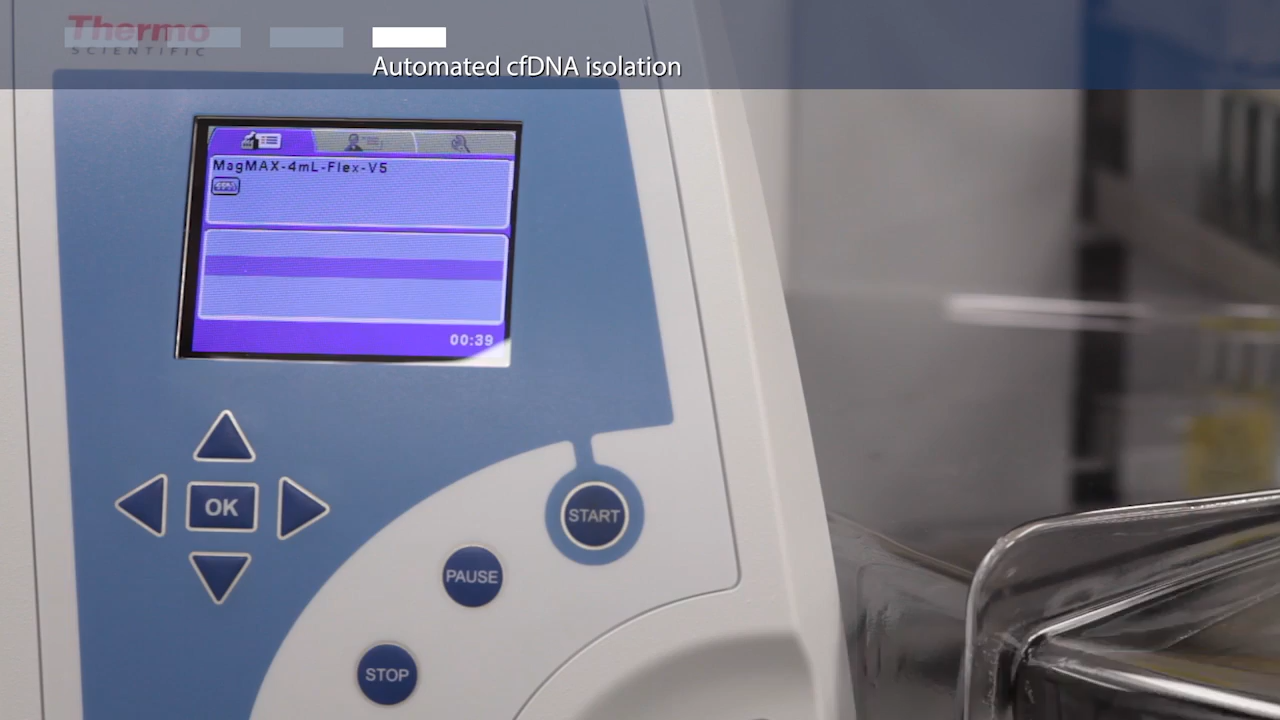 Thermo
SCIENTIFIC
Automated cfDNA isolation
MagMAX-4mL-Flex-V5
00:39
OK
START
PAUSE
STOP